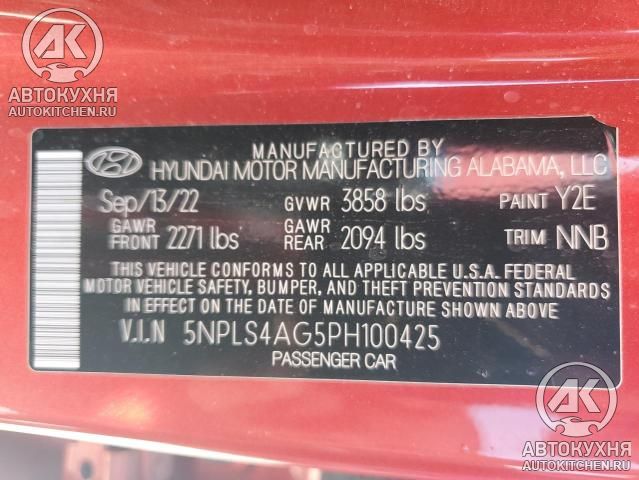 АК
АВТОКУХНЯ
AUTOKITCHEN.RU
MANUFACTURED BY
HYUNDAI MOTOR MANUFACTURING ALABAMA, LLC
Sep/13/22 GVWR 3858 lbs PAINT Y2E
GAWR FRONT 2271 lbs GAWR REAR 2094 lbs TRIM NNB
THIS VEHICLE CONFORMS TO ALL APPLICABLE U.S.A. FEDERAL
MOTOR VEHICLE SAFETY, BUMPER, AND THEFT PREVENTION STANDARDS
IN EFFECT ON THE DATE OF MANUFACTURE SHOWN ABOVE
V.I.N 5NPLS4AG5PH100425
PASSENGER CAR
АК
АВТОКУХНЯ
AUTOKITCHEN.RU